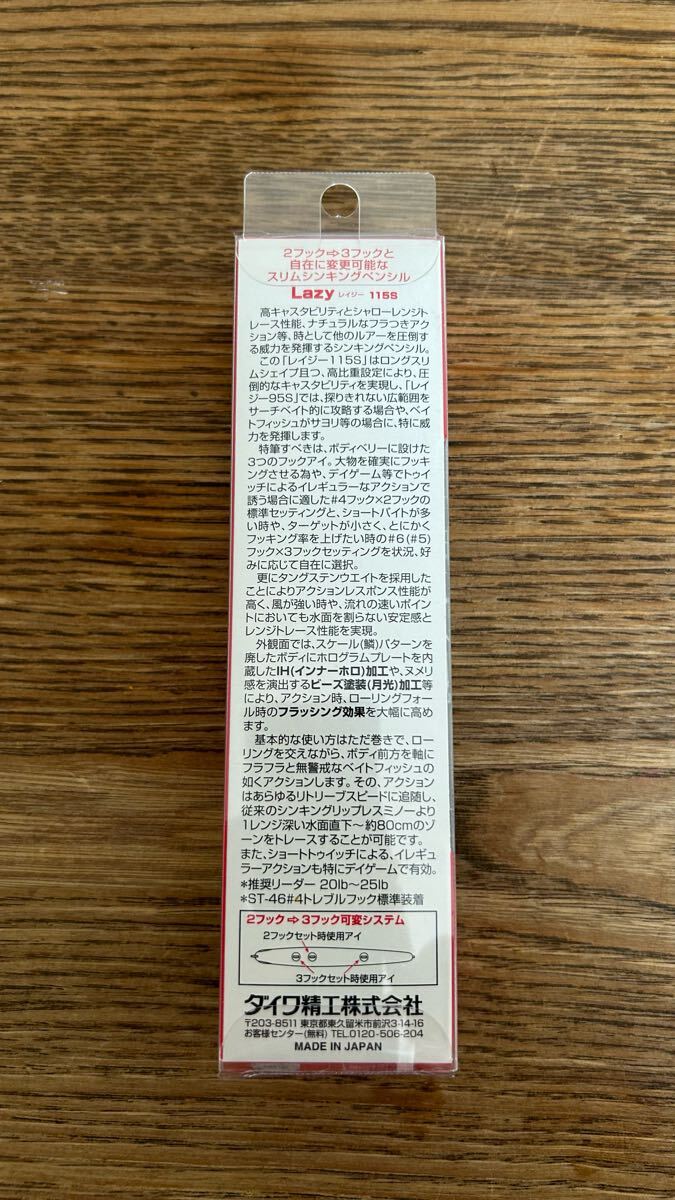 2フック⇨3フックと
自在に変更可能な
スリムシンキングペンシル
Lazy レイジー 115S
高キャスタビリティとシャローレンジト
レース性能、ナチュラルなフラつきアク
ション等、時として他のルアーを圧倒す
る威力を発揮するシンキングペンシル。
この「レイジー115S」はロングス
リムシェイプ且つ、高比重設定により、圧
倒的なキャスタビリティを実現し、「レイ
ジー95S」では、探りきれない広範囲を
サーチベイト的に攻略する場合や、ベイ
トフィッシュがサヨリ等の場合に、特に威
力を発揮します。
特筆すべきは、ボディベリーに設けた
3つのフックアイ。大物を確実にフッキ
ングさせる為や、デイゲーム等でトゥイ
ッチによるイレギュラーなアクションで
誘う場合に適した#4フック×2フックの
標準セッティングと、ショートバイトが多
い時や、ターゲットが小さく、とにかく
フッキング率を上げたい時の#6(#5)
フック×3フックセッティングを状況、好
みに応じて自在に選択。
更にタングステンウエイトを採用した
ことによりアクションレスポンス性能が
高く、風が強い時や、流れの速いポイン
トにおいても水面を割らない安定感と
レンジトレース性能を実現。
外観面では、スケール(鱗)パターンを
廃したボディにホログラムプレートを内
蔵したIH(インナーホロ)加工や、ヌメリ
感を演出するビーズ塗装(月光)加工等
により、アクション時、ローリングフォー
ル時のフラッシング効果を大幅に高め
ます。
基本的な使い方はただ巻きで、ロー
リングを交えながら、ボディ前方を軸に
フラフラと無警戒なベイトフィッシュの
如くアクションします。その、アクション
はあらゆるリトリーブスピードに追随し、
従来のシンキングリップレスミノーより
1レンジ深い水面直下～約80cmのゾ
ーンをトレースすることが可能です。
また、ショートトゥイッチによる、イレギュ
ラーアクションも特にデイゲームで有効。
*推奨リーダー 20lb～25lb
*ST-46#4トレブルフック標準装着
2フック ⇨ 3フック可変システム
2フックセット時使用アイ
3フックセット時使用アイ
ダイワ精工株式会社
〒203-8511 東京都東久留米市前沢3-14-16
お客様センター(無料) TEL.0120-506-204
MADE IN JAPAN